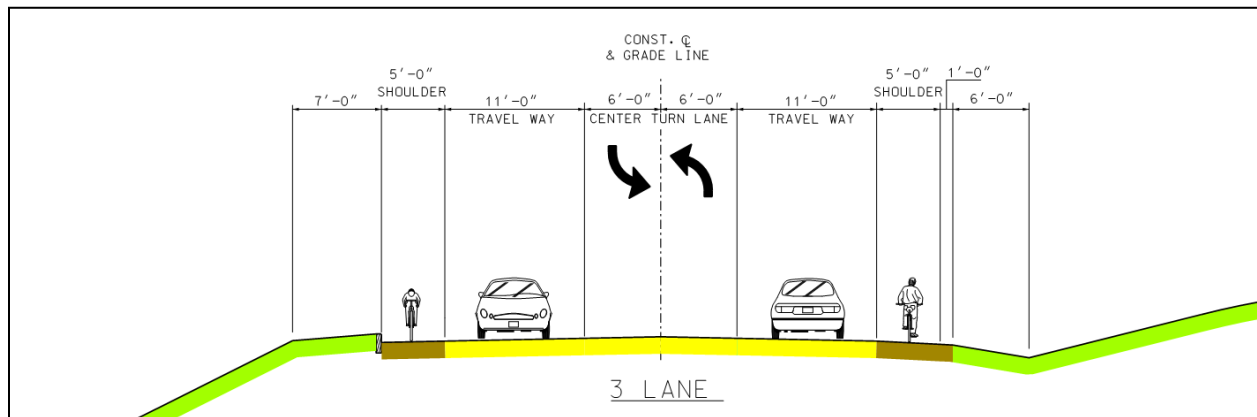 CONST. ℄
& GRADE LINE
5'-0" 5'-0" 1'-0"
SHOULDER SHOULDER
7'-0" 11'-0" 6'-0" 6'-0" 11'-0" 6'-0"
TRAVEL WAY CENTER TURN LANE TRAVEL WAY
3 LANE